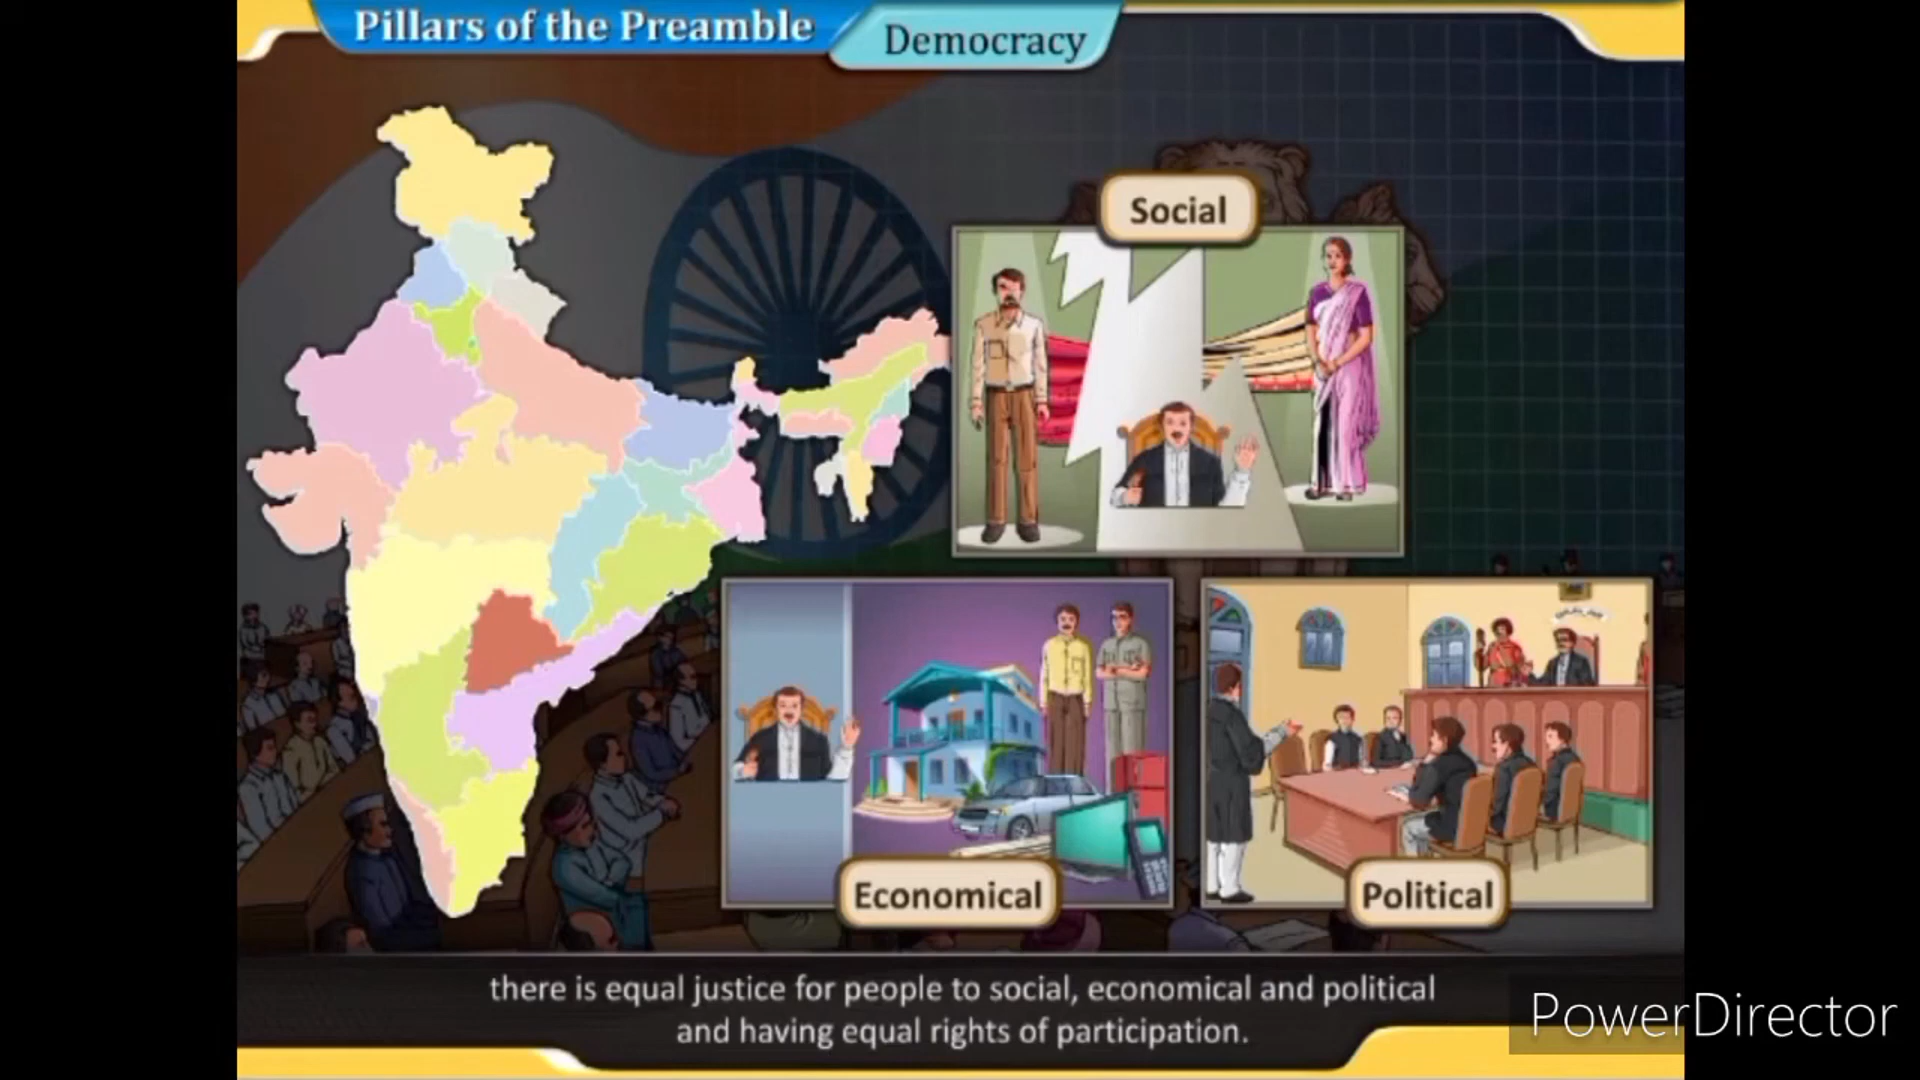 Pillars of the Preamble
Democracy
Social
Economical
Political
there is equal justice for people to social, economical and political
and having equal rights of participation.
PowerDirector